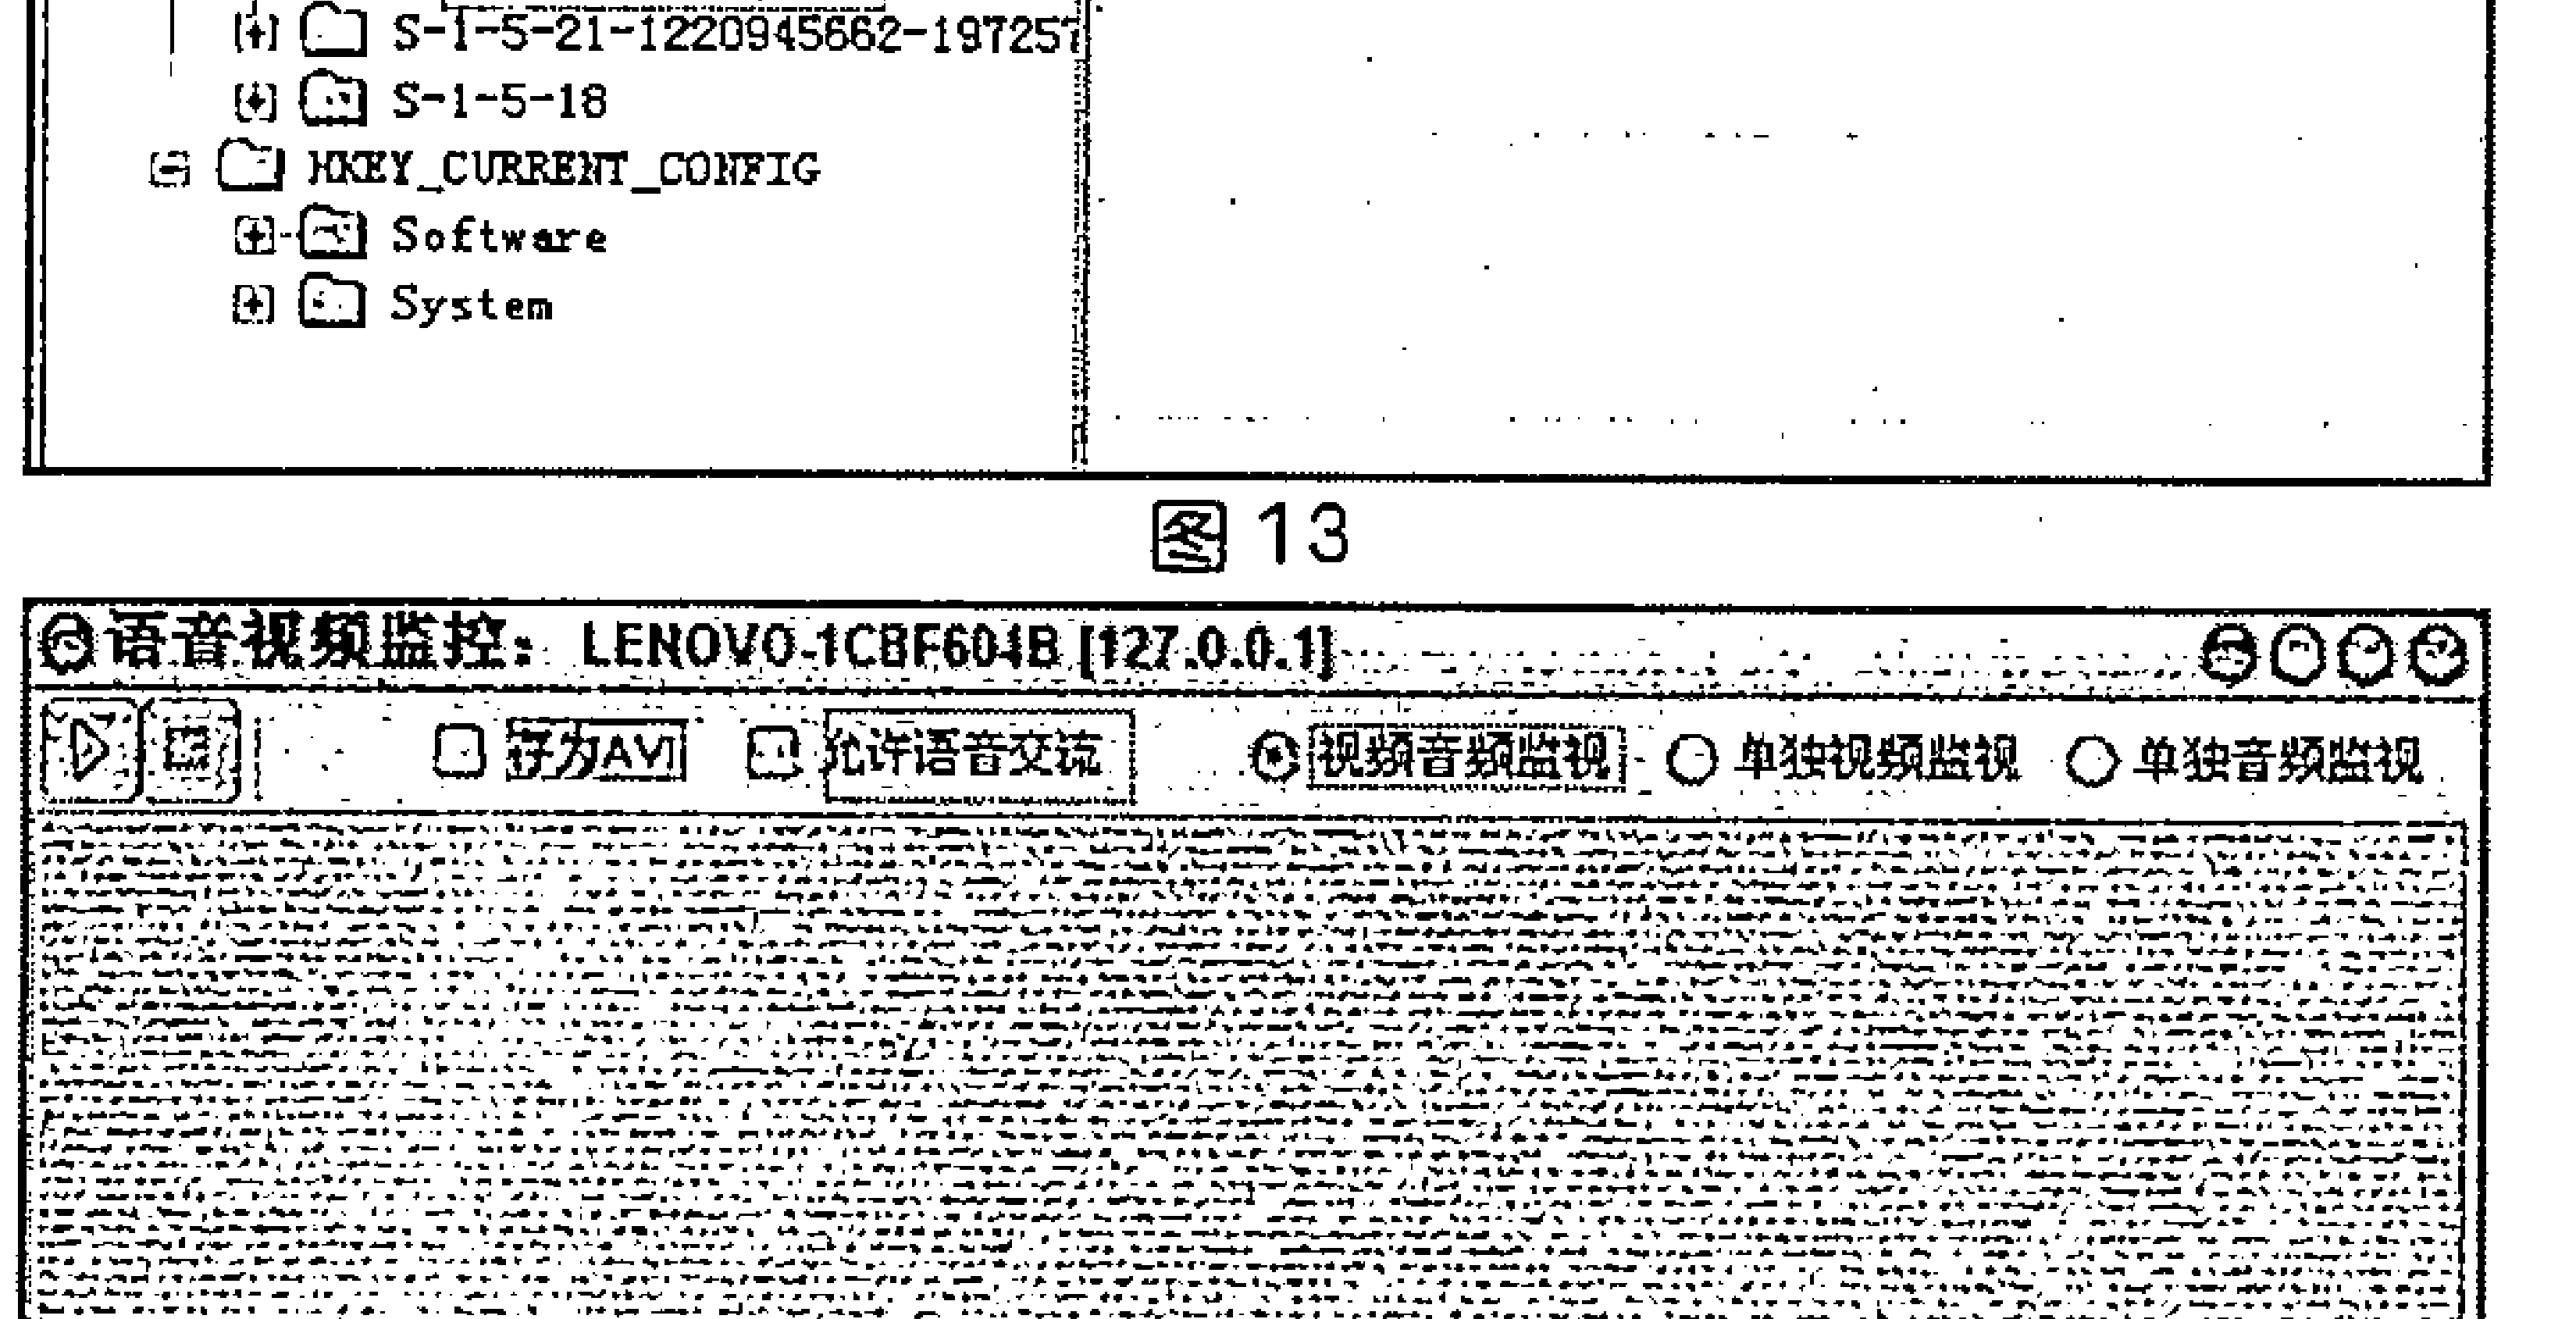 S-1-5-21-1220945662-19725
S-1-5-18
HKEY_CURRENT_CONFIG
Software
System
图 13
语音视频监控: LENOVO-1CBF604B [127.0.0.1]
存为AVI 允许语音交流 视频音频监视 单独视频监视 单独音频监视